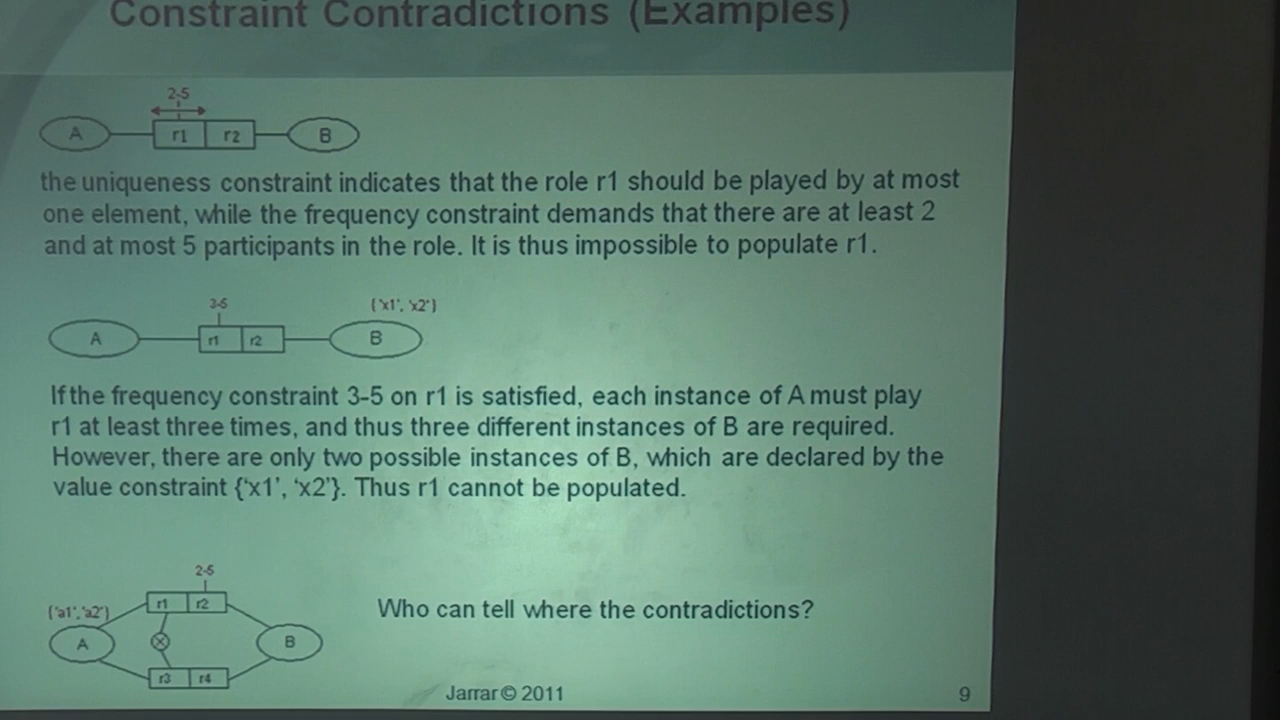 Constraint Contradictions (Examples)
2-5
A r1 r2 B
the uniqueness constraint indicates that the role r1 should be played by at most
one element, while the frequency constraint demands that there are at least 2
and at most 5 participants in the role. It is thus impossible to populate r1.
3-5 {'x1', 'x2'}
A r1 r2 B
If the frequency constraint 3-5 on r1 is satisfied, each instance of A must play
r1 at least three times, and thus three different instances of B are required.
However, there are only two possible instances of B, which are declared by the
value constraint {'x1', 'x2'}. Thus r1 cannot be populated.
2-5
r1 r2
{'a1', 'a2'} Who can tell where the contradictions?
A B
r3 r4
Jarrar © 2011 9